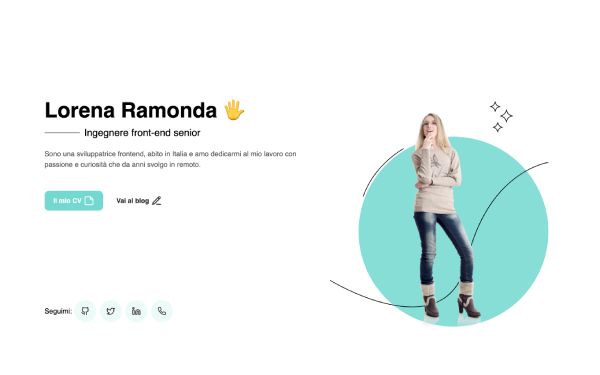 Lorena Ramonda 🖐
Ingegnere front-end senior
Sono una sviluppatrice frontend, abito in Italia e amo dedicarmi al mio lavoro con
passione e curiosità che da anni svolgo in remoto.
Il mio CV
Vai al blog
Seguimi: